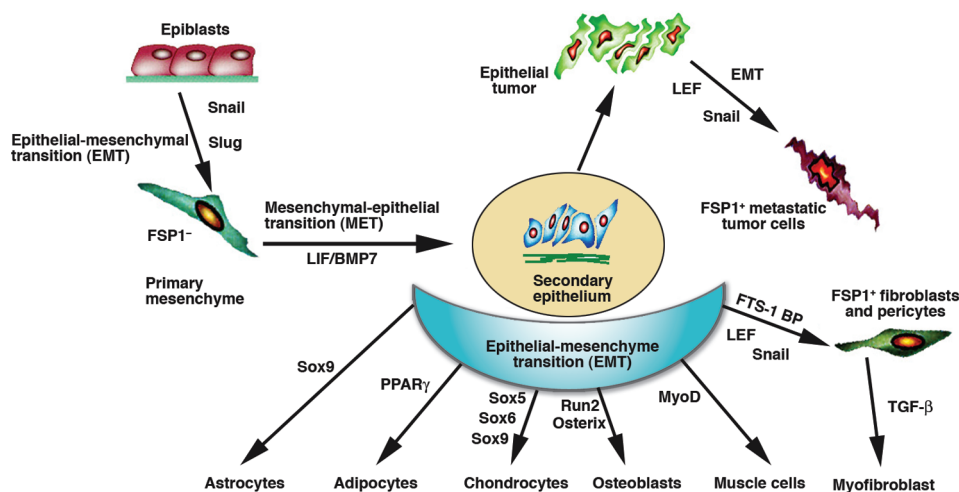 Epiblasts
Snail
Epithelial-mesenchymal
transition (EMT)
Slug
FSP1⁻
Primary
mesenchyme
Mesenchymal-epithelial
transition (MET)
LIF/BMP7
Epithelial
tumor
EMT
LEF
Snail
FSP1⁺ metastatic
tumor cells
Secondary
epithelium
Epithelial-mesenchyme
transition (EMT)
FTS-1 BP
LEF
Snail
FSP1⁺ fibroblasts
and pericytes
TGF-β
Sox9
PPARγ
Sox5
Sox6
Sox9
Run2
Osterix
MyoD
Astrocytes
Adipocytes
Chondrocytes
Osteoblasts
Muscle cells
Myofibroblast